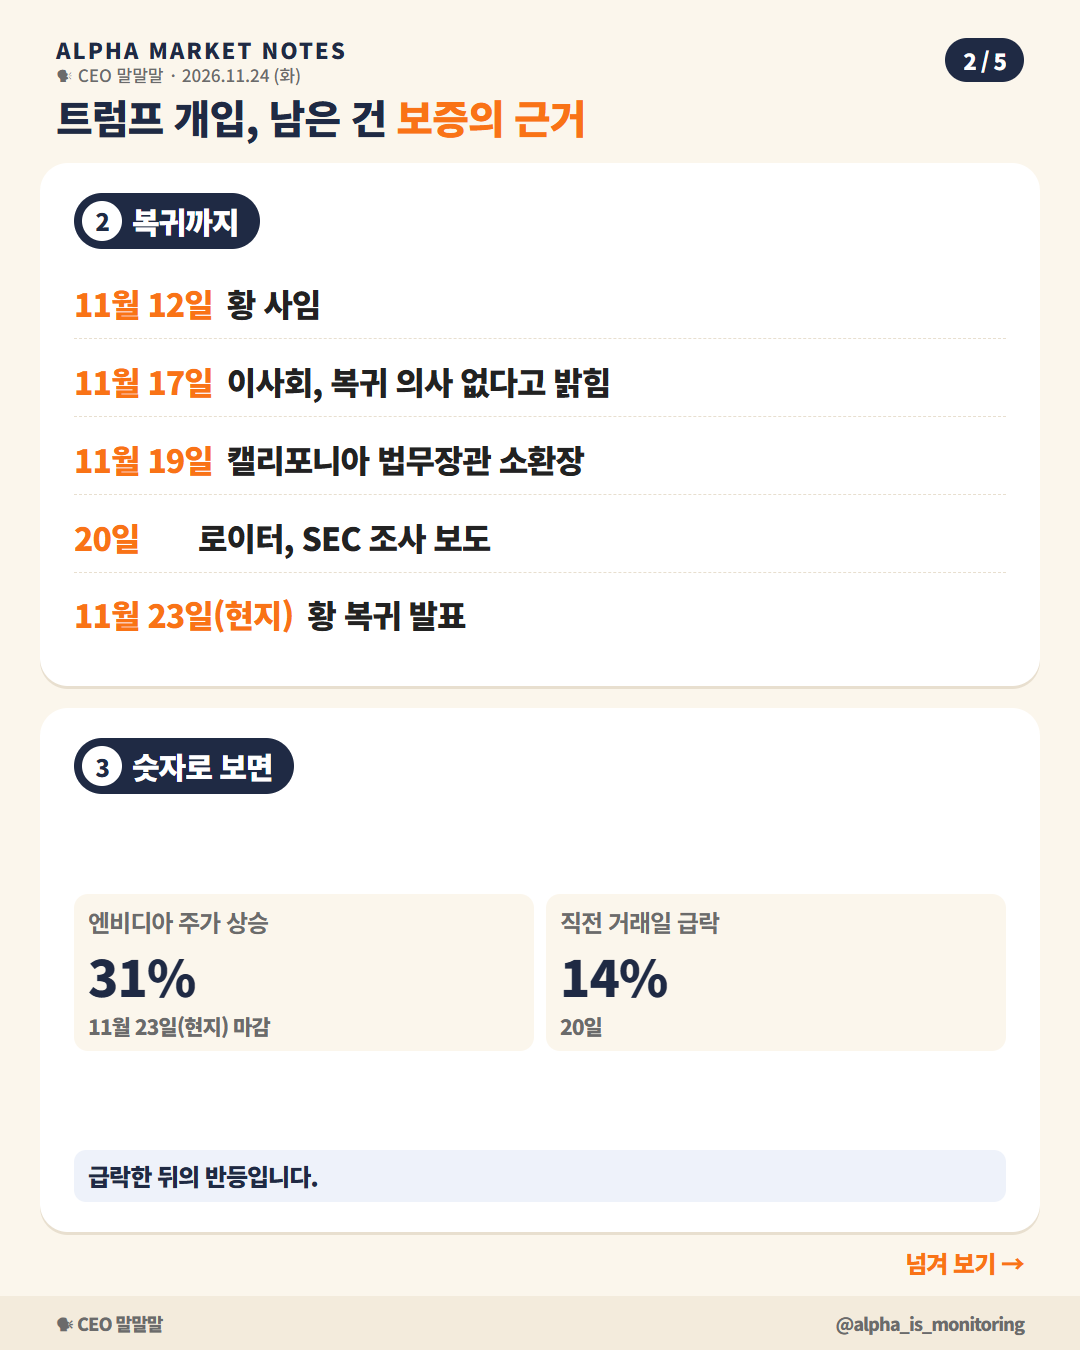 ALPHA MARKET NOTES
🗣 CEO 말말말 · 2026.11.24 (화)
2 / 5
트럼프 개입, 남은 건 보증의 근거
2 복귀까지
11월 12일 황 사임
11월 17일 이사회, 복귀 의사 없다고 밝힘
11월 19일 캘리포니아 법무장관 소환장
20일 로이터, SEC 조사 보도
11월 23일(현지) 황 복귀 발표
3 숫자로 보면
엔비디아 주가 상승
31%
11월 23일(현지) 마감
직전 거래일 급락
14%
20일
급락한 뒤의 반등입니다.
넘겨 보기 →
🗣 CEO 말말말
@alpha_is_monitoring